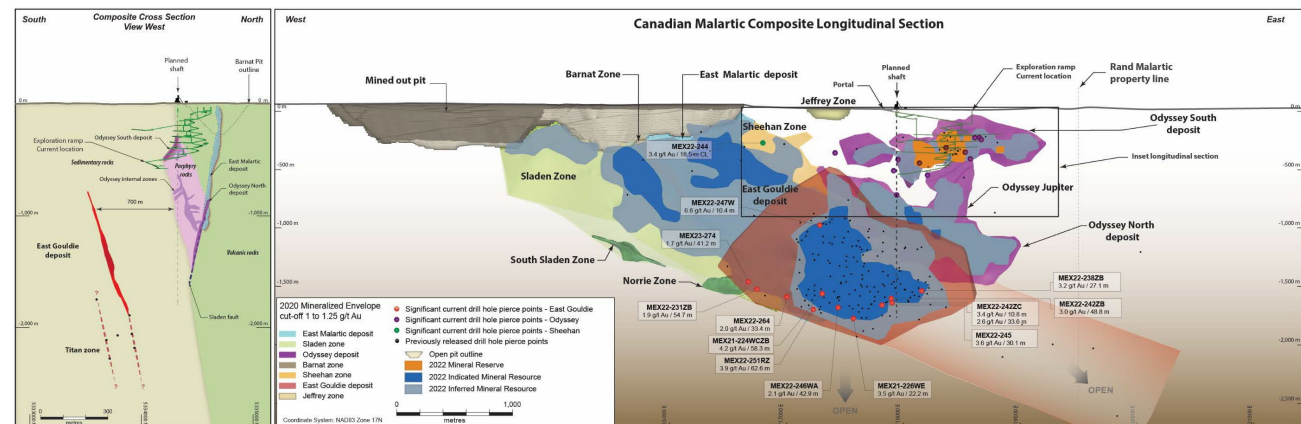 South
Composite Cross Section
View West
North
Planned
shaft
Barnat Pit
outline
0 m
0 m
Exploration ramp
Current location
Odyssey South
deposit
Sedimentary rocks
Porphyry
rocks
East Malartic
deposit
Odyssey internal zones
Odyssey North
deposit
-1,000 m
-1,000 m
700 m
East Gouldie
deposit
Volcanic rocks
?
?
Sladen fault
-2,000 m
-2,000 m
Titan zone
?
?
0
300
metres
West
Canadian Malartic Composite Longitudinal Section
East
Mined out pit
Barnat Zone
East Malartic deposit
Jeffrey Zone
Portal
Planned
shaft
Exploration ramp
Current location
Rand Malartic
property line
0 m
0 m
Sheehan Zone
Odyssey South
deposit
MEX22-244
3.4 g/t Au / 18.5 m CL
-500 m
-500 m
Inset longitudinal section
Sladen Zone
East Gouldie
deposit
Odyssey Jupiter
MEX22-247W
6.6 g/t Au / 10.4 m
-1,000 m
-1,000 m
MEX23-274
1.7 g/t Au / 41.2 m
Odyssey North
deposit
South Sladen Zone
Norrie Zone
-1,500 m
-1,500 m
MEX22-238ZB
3.2 g/t Au / 27.1 m
MEX22-231ZB
1.9 g/t Au / 54.7 m
MEX22-264
2.0 g/t Au / 33.4 m
MEX22-242ZC
3.4 g/t Au / 10.6 m
2.6 g/t Au / 33.6 m
MEX22-242ZB
3.0 g/t Au / 48.8 m
MEX21-224WCZB
4.2 g/t Au / 58.3 m
MEX22-245
3.6 g/t Au / 30.1 m
-2,000 m
MEX22-251RZ
3.9 g/t Au / 62.6 m
MEX22-246WA
2.1 g/t Au / 42.9 m
MEX21-226WE
3.5 g/t Au / 22.2 m
OPEN
OPEN
-2,500 m
2020 Mineralized Envelope
cut-off 1 to 1.25 g/t Au
East Malartic deposit
Sladen zone
Odyssey deposit
Barnat zone
Sheehan zone
East Gouldie deposit
Jeffrey zone
Significant current drill hole pierce points - East Gouldie
Significant current drill hole pierce points - Odyssey
Significant current drill hole pierce points - Sheehan
Previously released drill hole pierce points
Open pit outline
2022 Mineral Reserve
2022 Indicated Mineral Resource
2022 Inferred Mineral Resource
0
1,000
metres
Coordinate System: NAD83 Zone 17N